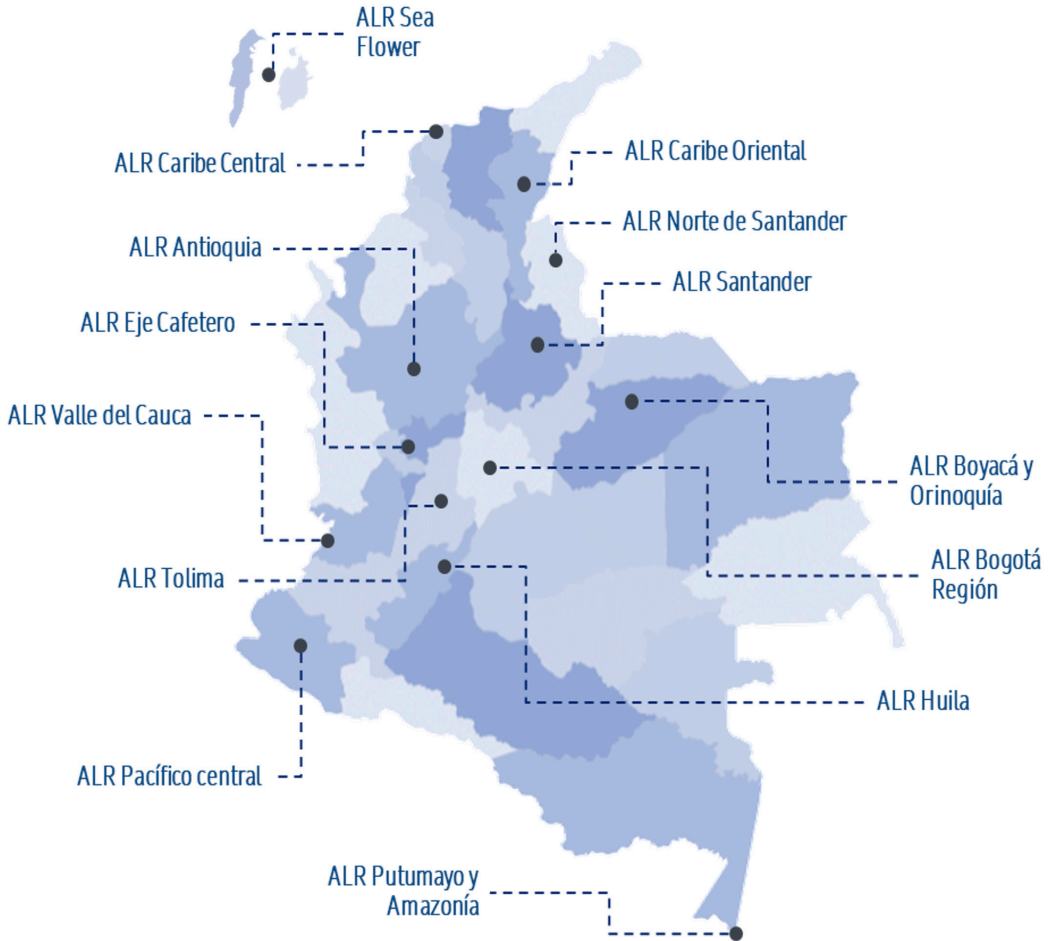 ALR Sea
Flower
ALR Caribe Central
ALR Caribe Oriental
ALR Norte de Santander
ALR Antioquia
ALR Santander
ALR Eje Cafetero
ALR Valle del Cauca
ALR Boyacá y
Orinoquía
ALR Bogotá
Región
ALR Tolima
ALR Huila
ALR Pacífico central
ALR Putumayo y
Amazonía